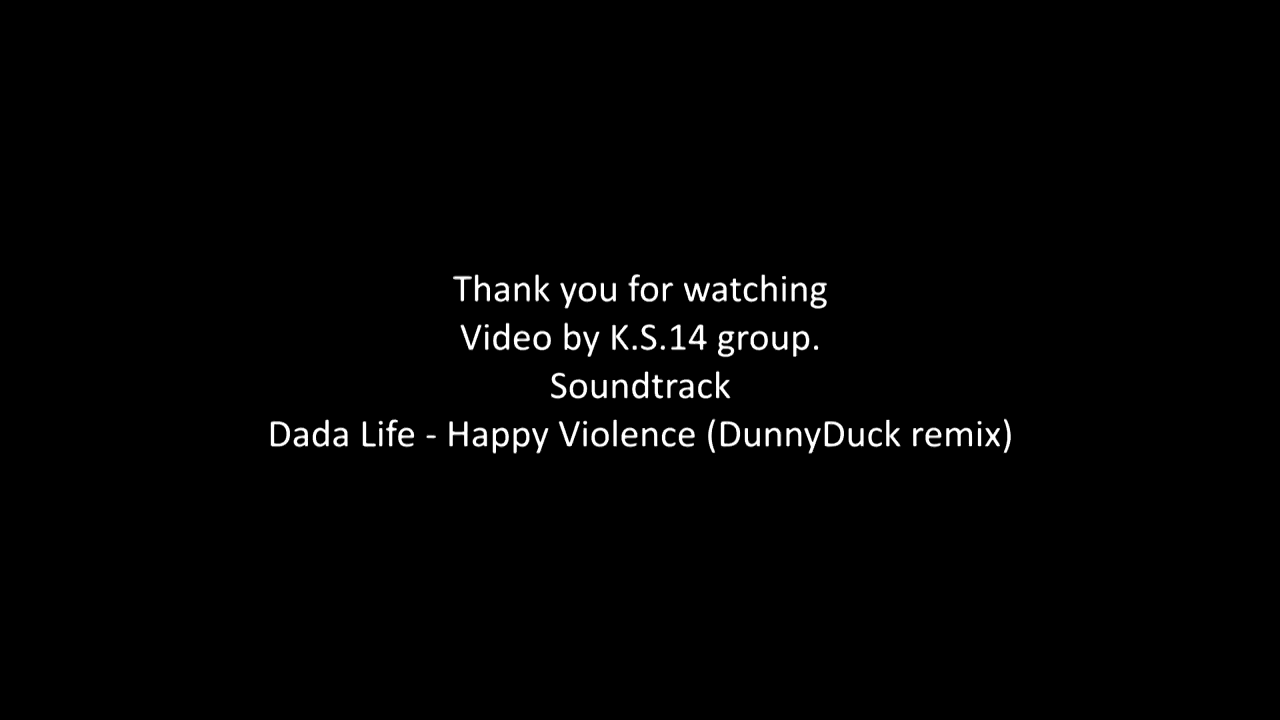 Thank you for watching
Video by K.S.14 group.
Soundtrack
Dada Life - Happy Violence (DunnyDuck remix)